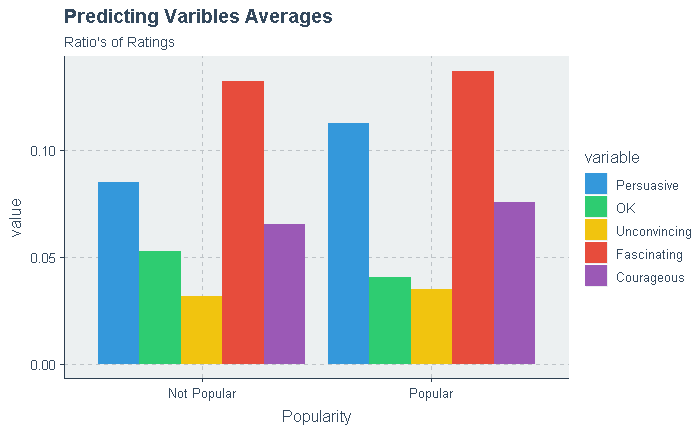 Predicting Varibles Averages
Ratio's of Ratings
value
0.10
0.05
0.00
Not Popular
Popular
Popularity
variable
Persuasive
OK
Unconvincing
Fascinating
Courageous